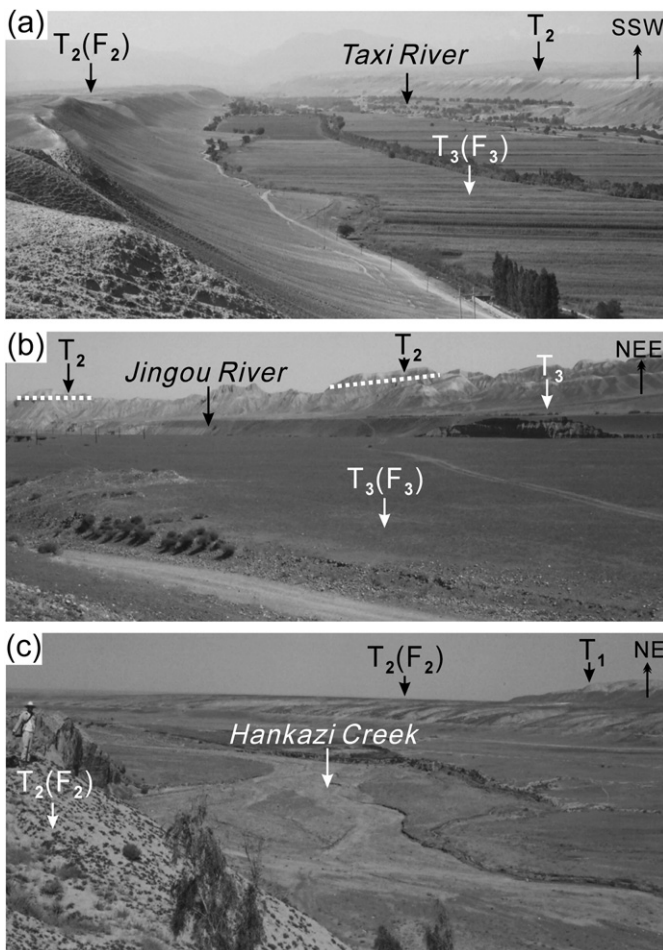 (a)
T₂(F₂)
Taxi River
T₂
SSW
T₃(F₃)
(b)
T₂
Jingou River
T₂
T₃
NEE
T₃(F₃)
(c)
T₂(F₂)
T₁
NE
Hankazi Creek
T₂(F₂)